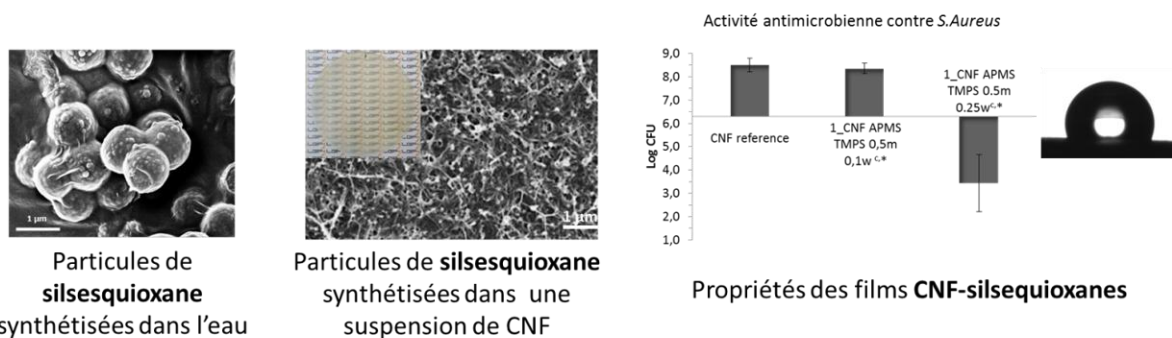 Activité antimicrobienne contre S.Aureus
9,0
8,0
7,0
6,0
5,0
4,0
3,0
2,0
1,0
Log CFU
CNF reference
1_CNF APMS
TMPS 0,5m
0,1w c,*
1_CNF APMS
TMPS 0.5m
0.25w c,*
1 µm
1 µm
Particules de
silsesquioxane
synthétisées dans l'eau
Particules de silsesquioxane
synthétisées dans une
suspension de CNF
Propriétés des films CNF-silsequioxanes